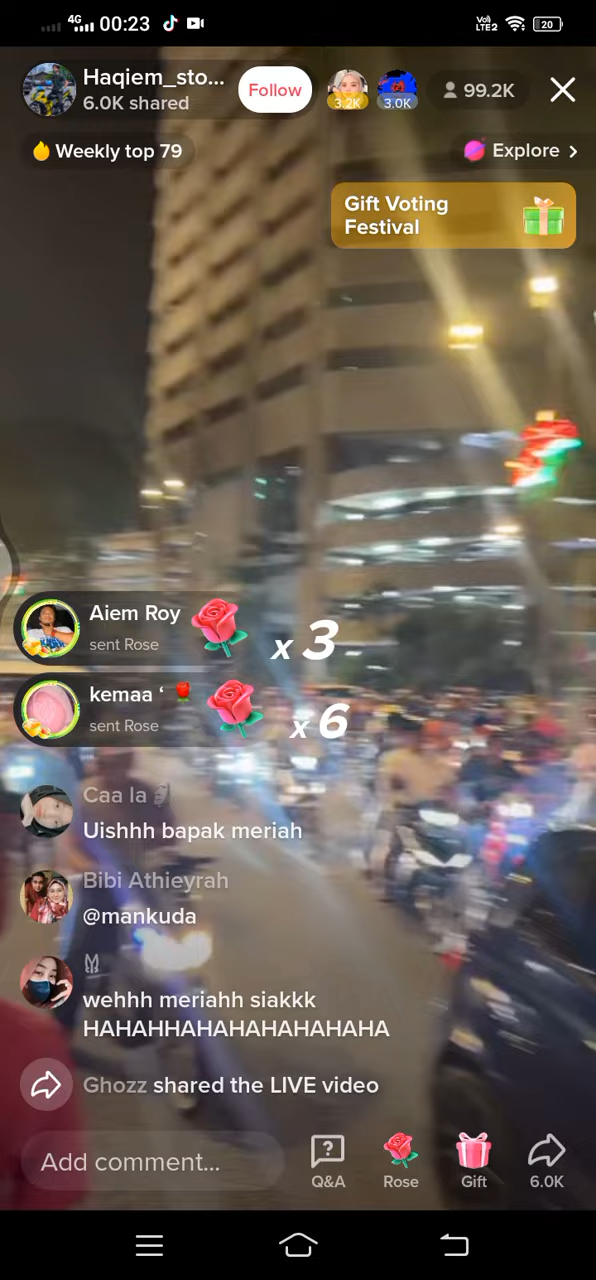 4G 00:23 Vo)) LTE2 20
Haqiem_sto...
6.0K shared
Follow
3.2K
3.0K
99.2K
Weekly top 79
Explore >
Gift Voting
Festival
Aiem Roy
sent Rose
x 3
kemaa ‘ 🌹
sent Rose
x 6
Caa la 🗿
Uishhh bapak meriah
Bibi Athieyrah
@mankuda
wehhh meriahh siakkk
HAHAHHAHAHAHAHAHAHA
Ghozz shared the LIVE video
Add comment...
Q&A
Rose
Gift
6.0K